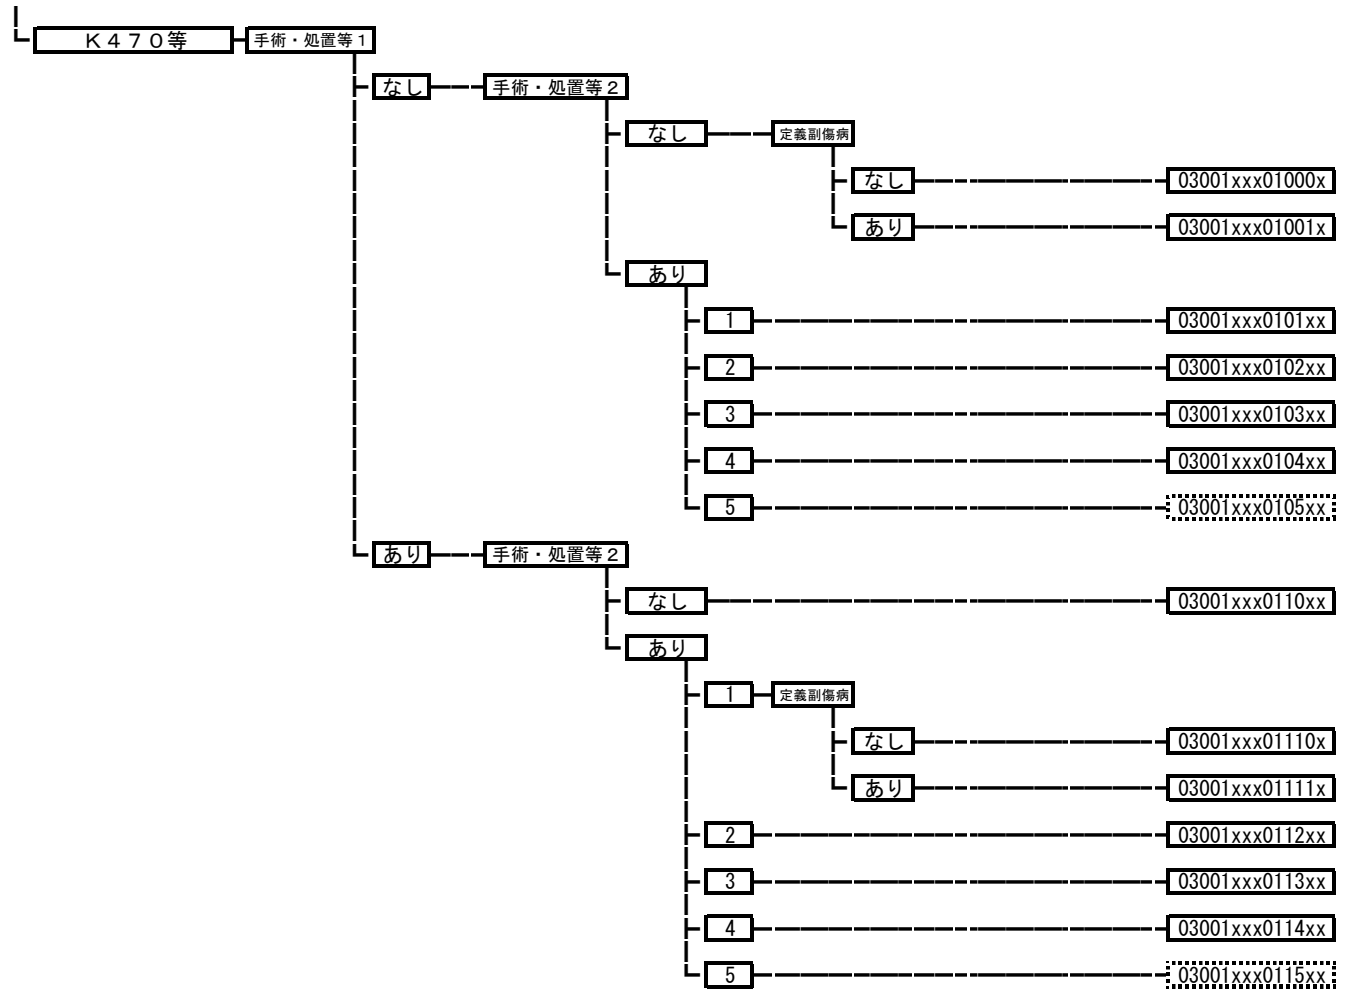 K470等 手術・処置等1
なし 手術・処置等2
なし 定義副傷病
なし 03001xxx01000x
あり 03001xxx01001x
あり
1 03001xxx0101xx
2 03001xxx0102xx
3 03001xxx0103xx
4 03001xxx0104xx
5 03001xxx0105xx
あり 手術・処置等2
なし 03001xxx0110xx
あり
1 定義副傷病
なし 03001xxx01110x
あり 03001xxx01111x
2 03001xxx0112xx
3 03001xxx0113xx
4 03001xxx0114xx
5 03001xxx0115xx